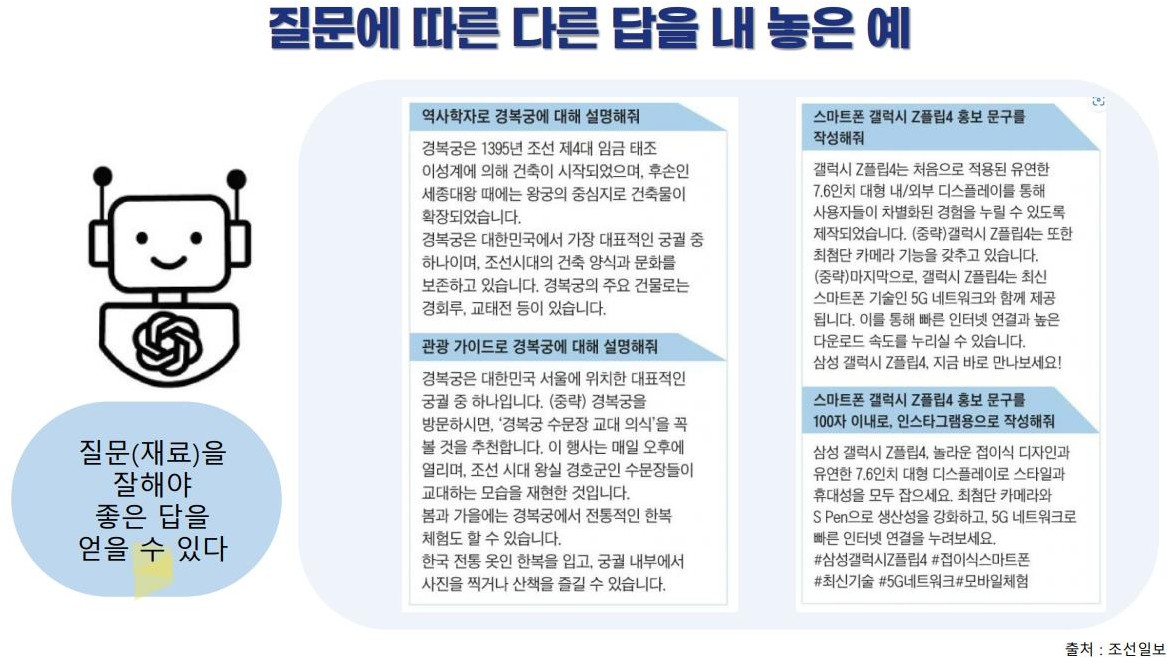 질문에 따른 다른 답을 내 놓은 예
질문(재료)을
잘해야
좋은 답을
얻을 수 있다
역사학자로 경복궁에 대해 설명해줘
경복궁은 1395년 조선 제4대 임금 태조
이성계에 의해 건축이 시작되었으며, 후손인
세종대왕 때에는 왕궁의 중심지로 건축물이
확장되었습니다.
경복궁은 대한민국에서 가장 대표적인 궁궐 중
하나이며, 조선시대의 건축 양식과 문화를
보존하고 있습니다. 경복궁의 주요 건물로는
경회루, 교태전 등이 있습니다.
관광 가이드로 경복궁에 대해 설명해줘
경복궁은 대한민국 서울에 위치한 대표적인
궁궐 중 하나입니다. (중략) 경복궁을
방문하시면, '경복궁 수문장 교대 의식'을 꼭
볼 것을 추천합니다. 이 행사는 매일 오후에
열리며, 조선 시대 왕실 경호군인 수문장들이
교대하는 모습을 재현한 것입니다.
봄과 가을에는 경복궁에서 전통적인 한복
체험도 할 수 있습니다.
한국 전통 옷인 한복을 입고, 궁궐 내부에서
사진을 찍거나 산책을 즐길 수 있습니다.
스마트폰 갤럭시 Z플립4 홍보 문구를
작성해줘
갤럭시 Z플립4는 처음으로 적용된 유연한
7.6인치 대형 내/외부 디스플레이를 통해
사용자들이 차별화된 경험을 누릴 수 있도록
제작되었습니다. (중략)갤럭시 Z플립4는 또한
최첨단 카메라 기능을 갖추고 있습니다.
(중략)마지막으로, 갤럭시 Z플립4는 최신
스마트폰 기술인 5G 네트워크와 함께 제공
됩니다. 이를 통해 빠른 인터넷 연결과 높은
다운로드 속도를 누리실 수 있습니다.
삼성 갤럭시 Z플립4, 지금 바로 만나보세요!
스마트폰 갤럭시 Z플립4 홍보 문구를
100자 이내로, 인스타그램용으로 작성해줘
삼성 갤럭시 Z플립4, 놀라운 접이식 디자인과
유연한 7.6인치 대형 디스플레이로 스타일과
휴대성을 모두 잡으세요. 최첨단 카메라와
S Pen으로 생산성을 강화하고, 5G 네트워크로
빠른 인터넷 연결을 누려보세요.
#삼성갤럭시Z플립4 #접이식스마트폰
#최신기술 #5G네트워크#모바일체험
출처 : 조선일보